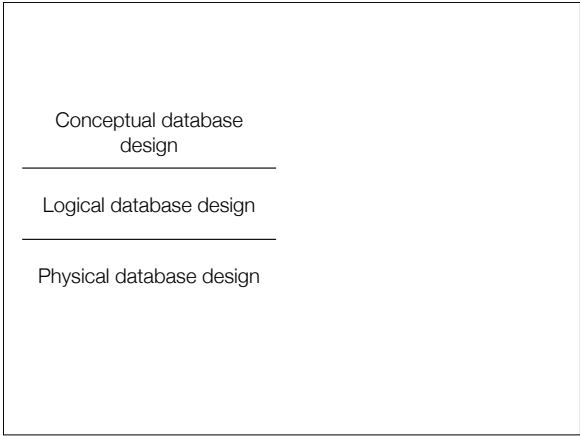 Conceptual database
design
Logical database design
Physical database design